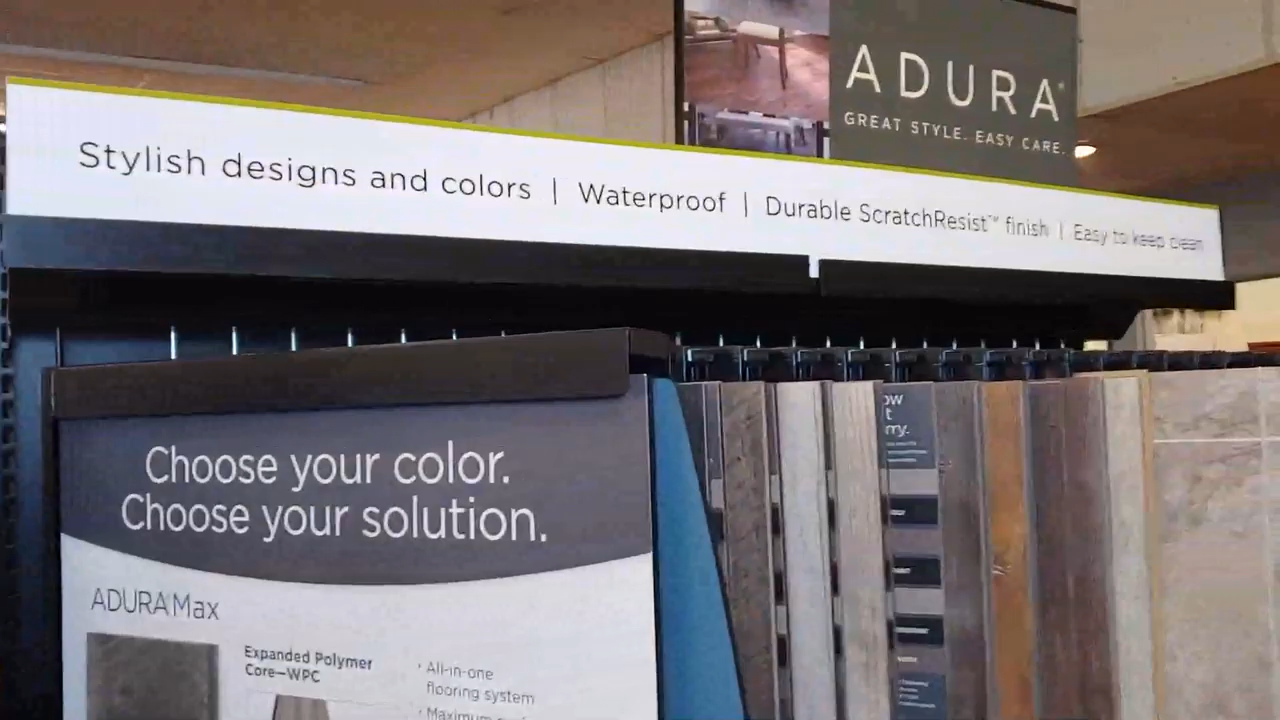 ADURA®
GREAT STYLE. EASY CARE.
Stylish designs and colors | Waterproof | Durable ScratchResist™ finish | Easy to keep clean
Choose your color.
Choose your solution.
ADURA Max
Expanded Polymer
Core—WPC
· All-in-one
flooring system
· Maximum